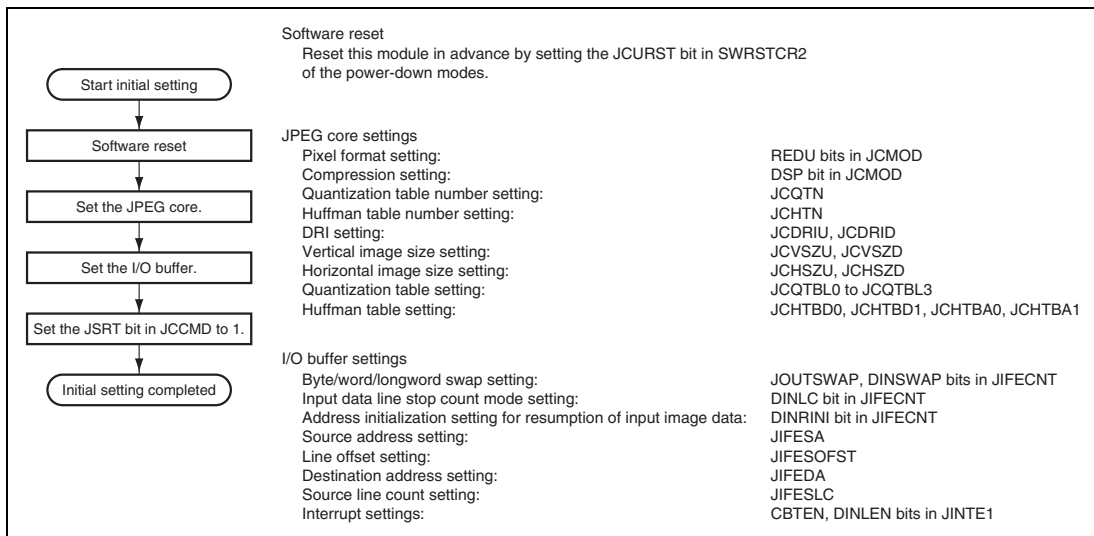 Start initial setting
Software reset
Set the JPEG core.
Set the I/O buffer.
Set the JSRT bit in JCCMD to 1.
Initial setting completed
Software reset
Reset this module in advance by setting the JCURST bit in SWRSTCR2
of the power-down modes.
JPEG core settings
Pixel format setting: REDU bits in JCMOD
Compression setting: DSP bit in JCMOD
Quantization table number setting: JCQTN
Huffman table number setting: JCHTN
DRI setting: JCDRIU, JCDRID
Vertical image size setting: JCVSZU, JCVSZD
Horizontal image size setting: JCHSZU, JCHSZD
Quantization table setting: JCQTBL0 to JCQTBL3
Huffman table setting: JCHTBD0, JCHTBD1, JCHTBA0, JCHTBA1
I/O buffer settings
Byte/word/longword swap setting: JOUTSWAP, DINSWAP bits in JIFECNT
Input data line stop count mode setting: DINLC bit in JIFECNT
Address initialization setting for resumption of input image data: DINRINI bit in JIFECNT
Source address setting: JIFESA
Line offset setting: JIFESOFST
Destination address setting: JIFEDA
Source line count setting: JIFESLC
Interrupt settings: CBTEN, DINLEN bits in JINTE1